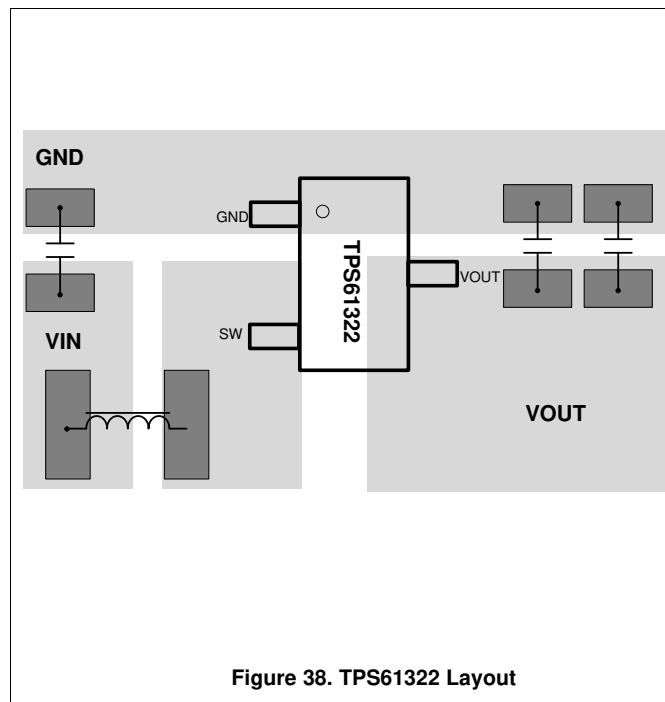 GND
GND
TPS61322
VOUT
SW
VIN
VOUT
Figure 38. TPS61322 Layout